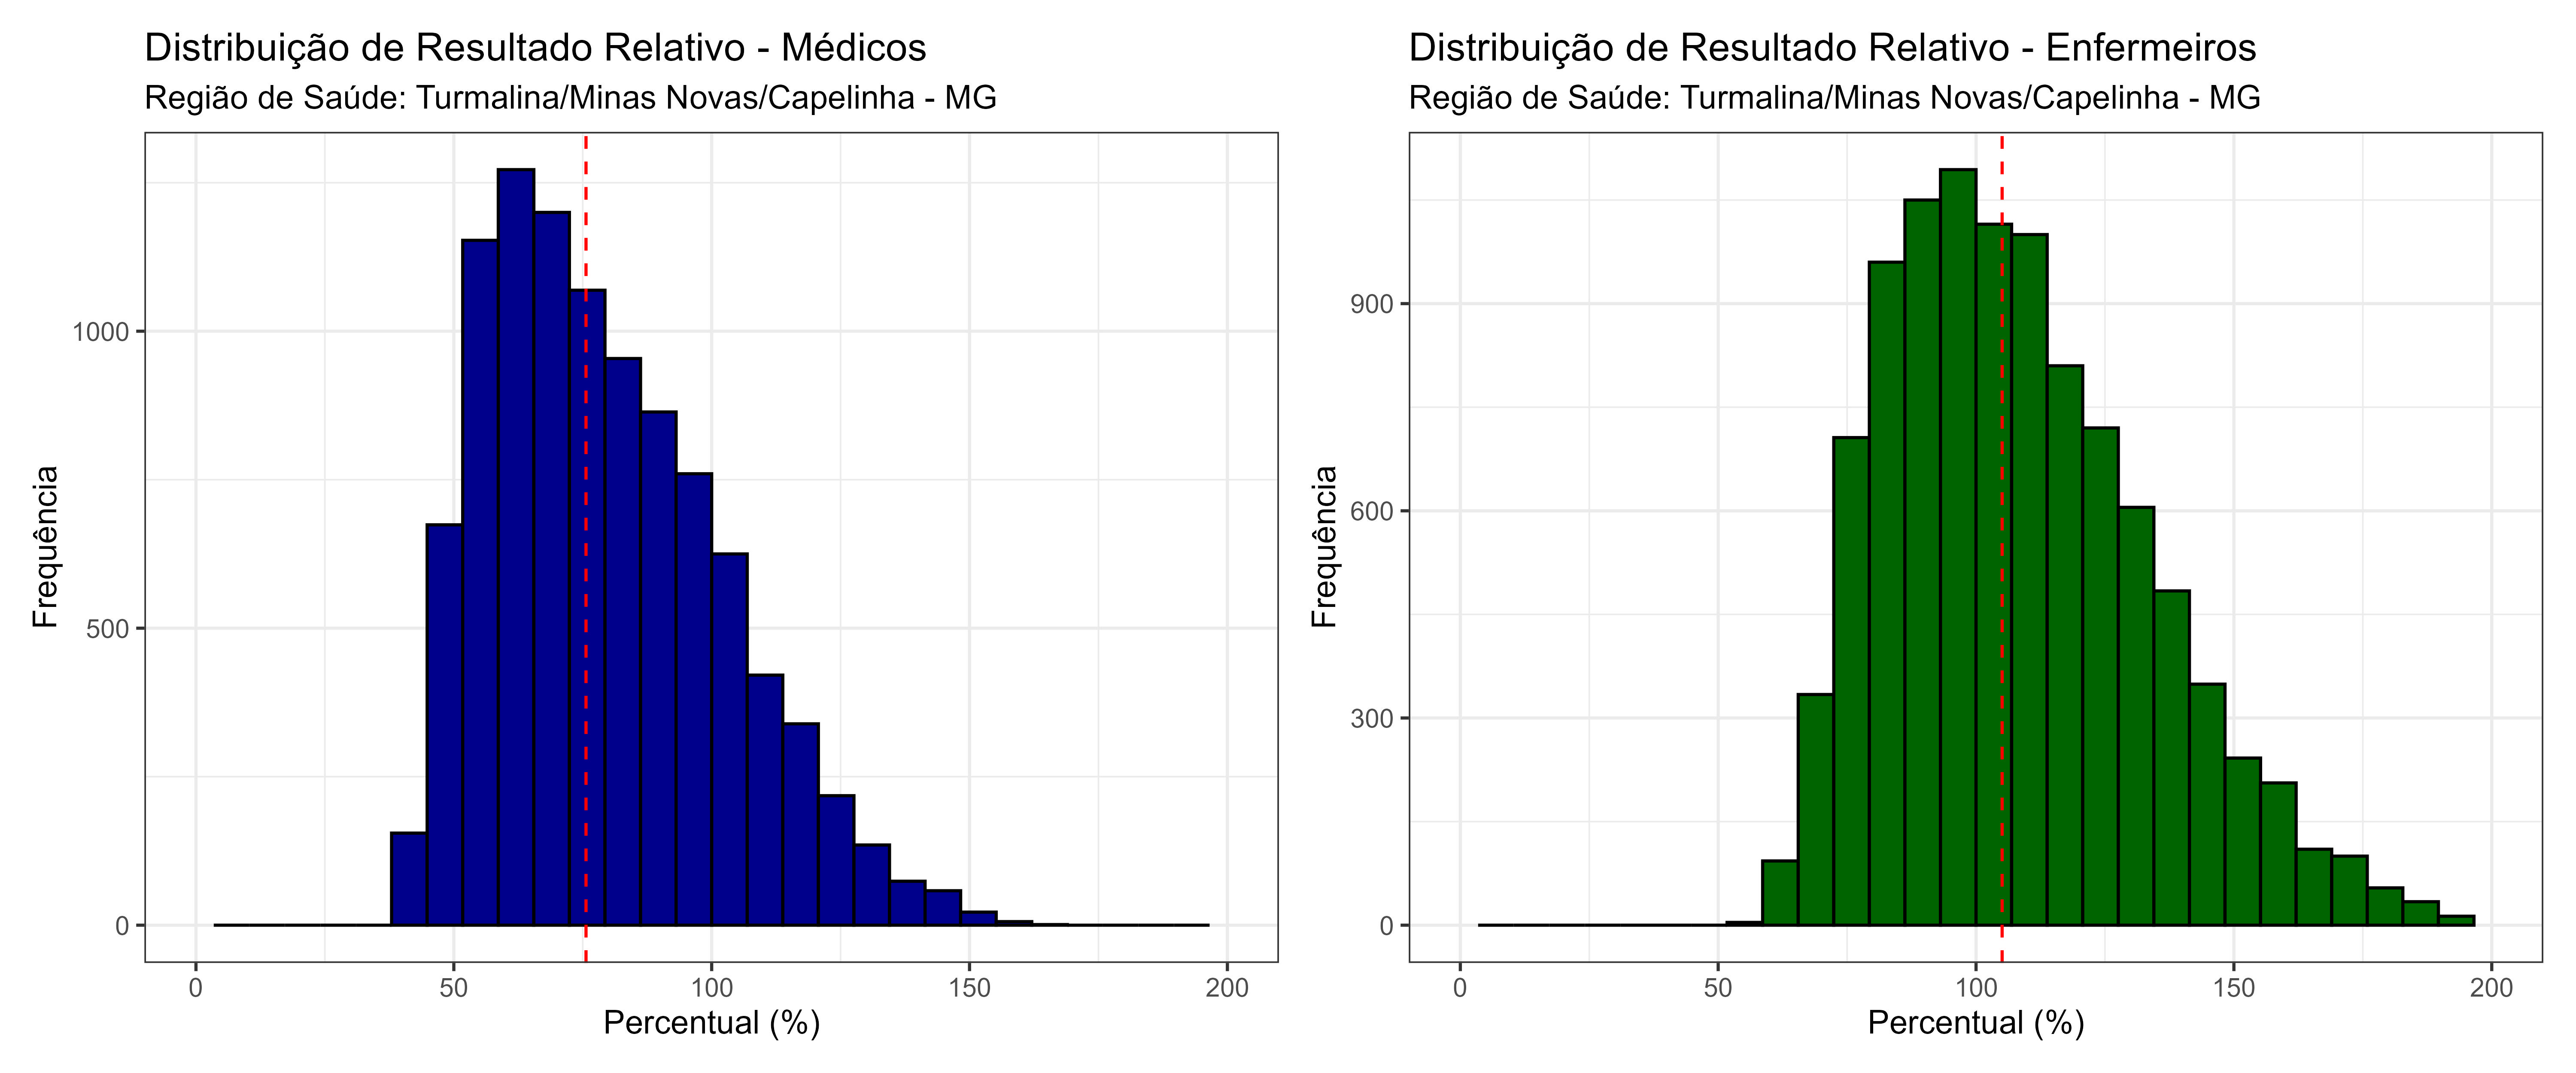 Distribuição de Resultado Relativo - Médicos
Região de Saúde: Turmalina/Minas Novas/Capelinha - MG
Frequência
1000
500
0
0 50 100 150 200
Percentual (%)
Distribuição de Resultado Relativo - Enfermeiros
Região de Saúde: Turmalina/Minas Novas/Capelinha - MG
Frequência
900
600
300
0
0 50 100 150 200
Percentual (%)